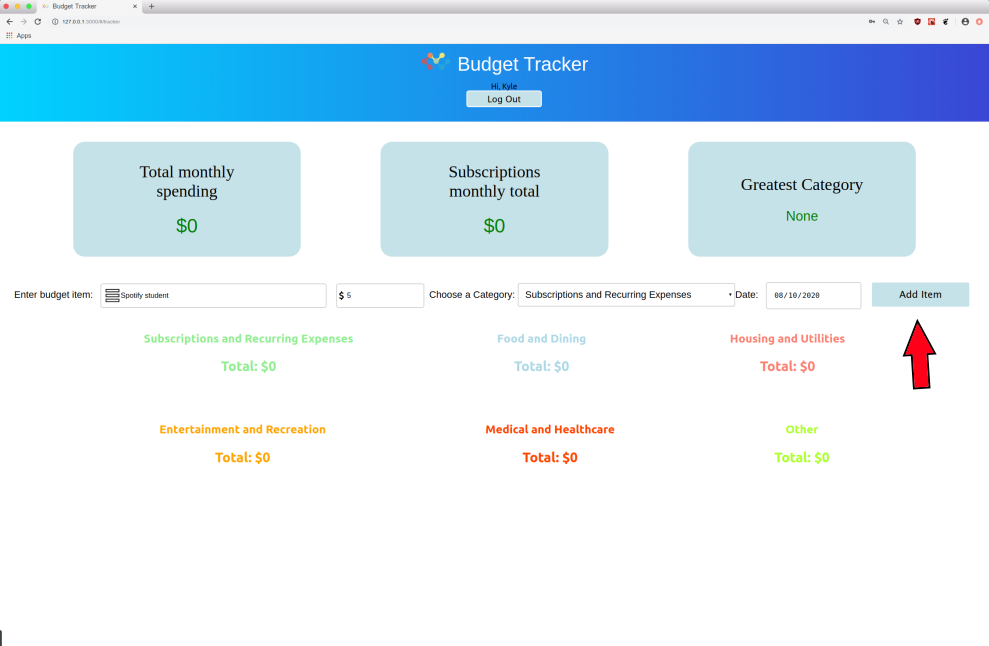 Budget Tracker
127.0.0.1:3000/#/tracker
Apps
Budget Tracker
Hi, Kyle
Log Out
Total monthly
spending
$0
Subscriptions
monthly total
$0
Greatest Category
None
Enter budget item: Spotify student $ 5 Choose a Category: Subscriptions and Recurring Expenses Date: 08/10/2020 Add Item
Subscriptions and Recurring Expenses Food and Dining Housing and Utilities
Total: $0 Total: $0 Total: $0
Entertainment and Recreation Medical and Healthcare Other
Total: $0 Total: $0 Total: $0